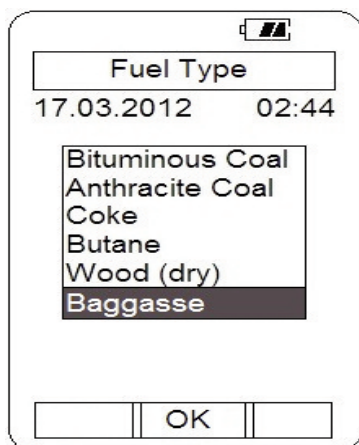 Fuel Type
17.03.2012 02:44
Bituminous Coal
Anthracite Coal
Coke
Butane
Wood (dry)
Baggasse
OK